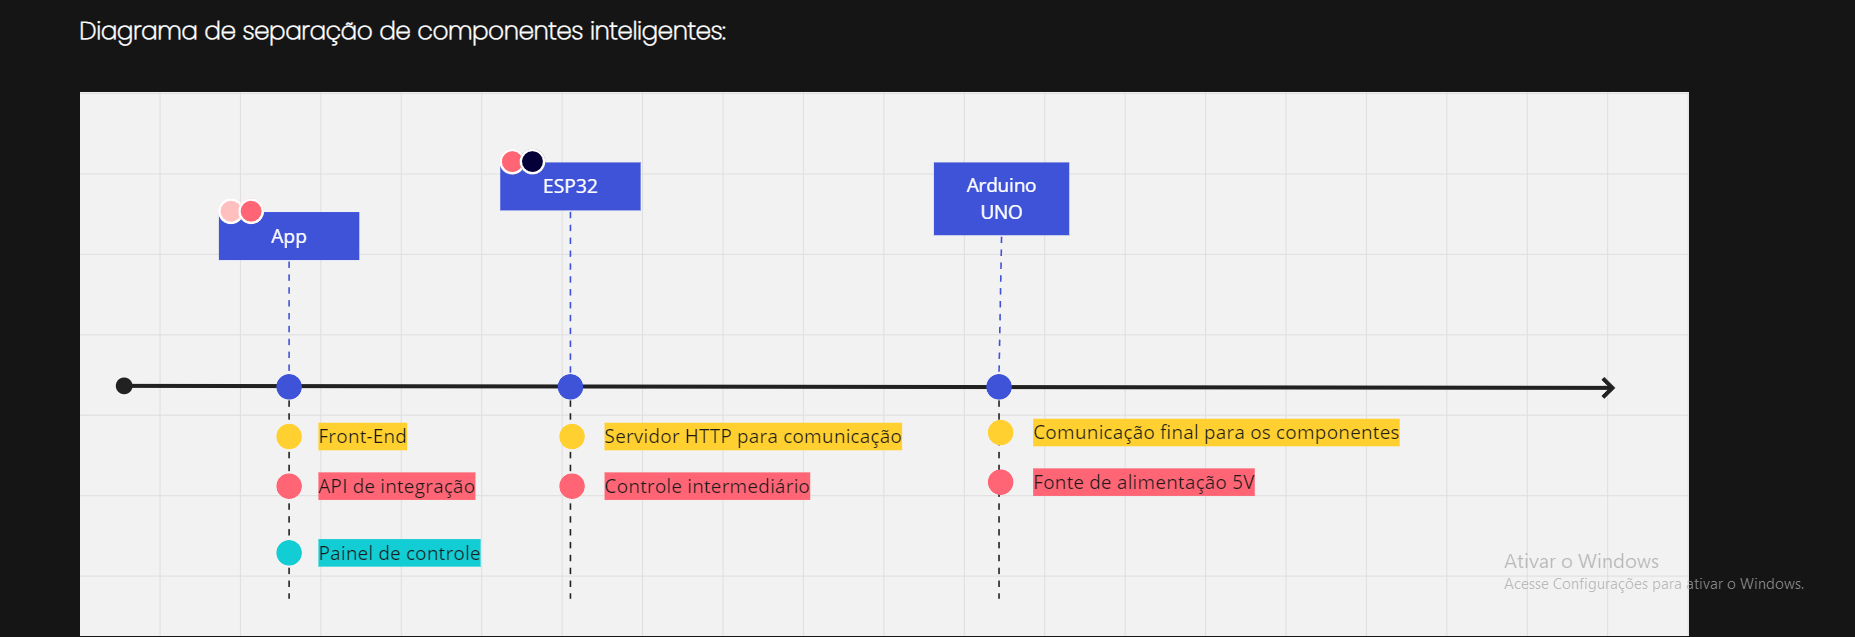 Diagrama de separação de componentes inteligentes:
App
ESP32
Arduino
UNO
Front-End
API de integração
Painel de controle
Servidor HTTP para comunicação
Controle intermediário
Comunicação final para os componentes
Fonte de alimentação 5V
Ativar o Windows
Acesse Configurações para ativar o Windows.